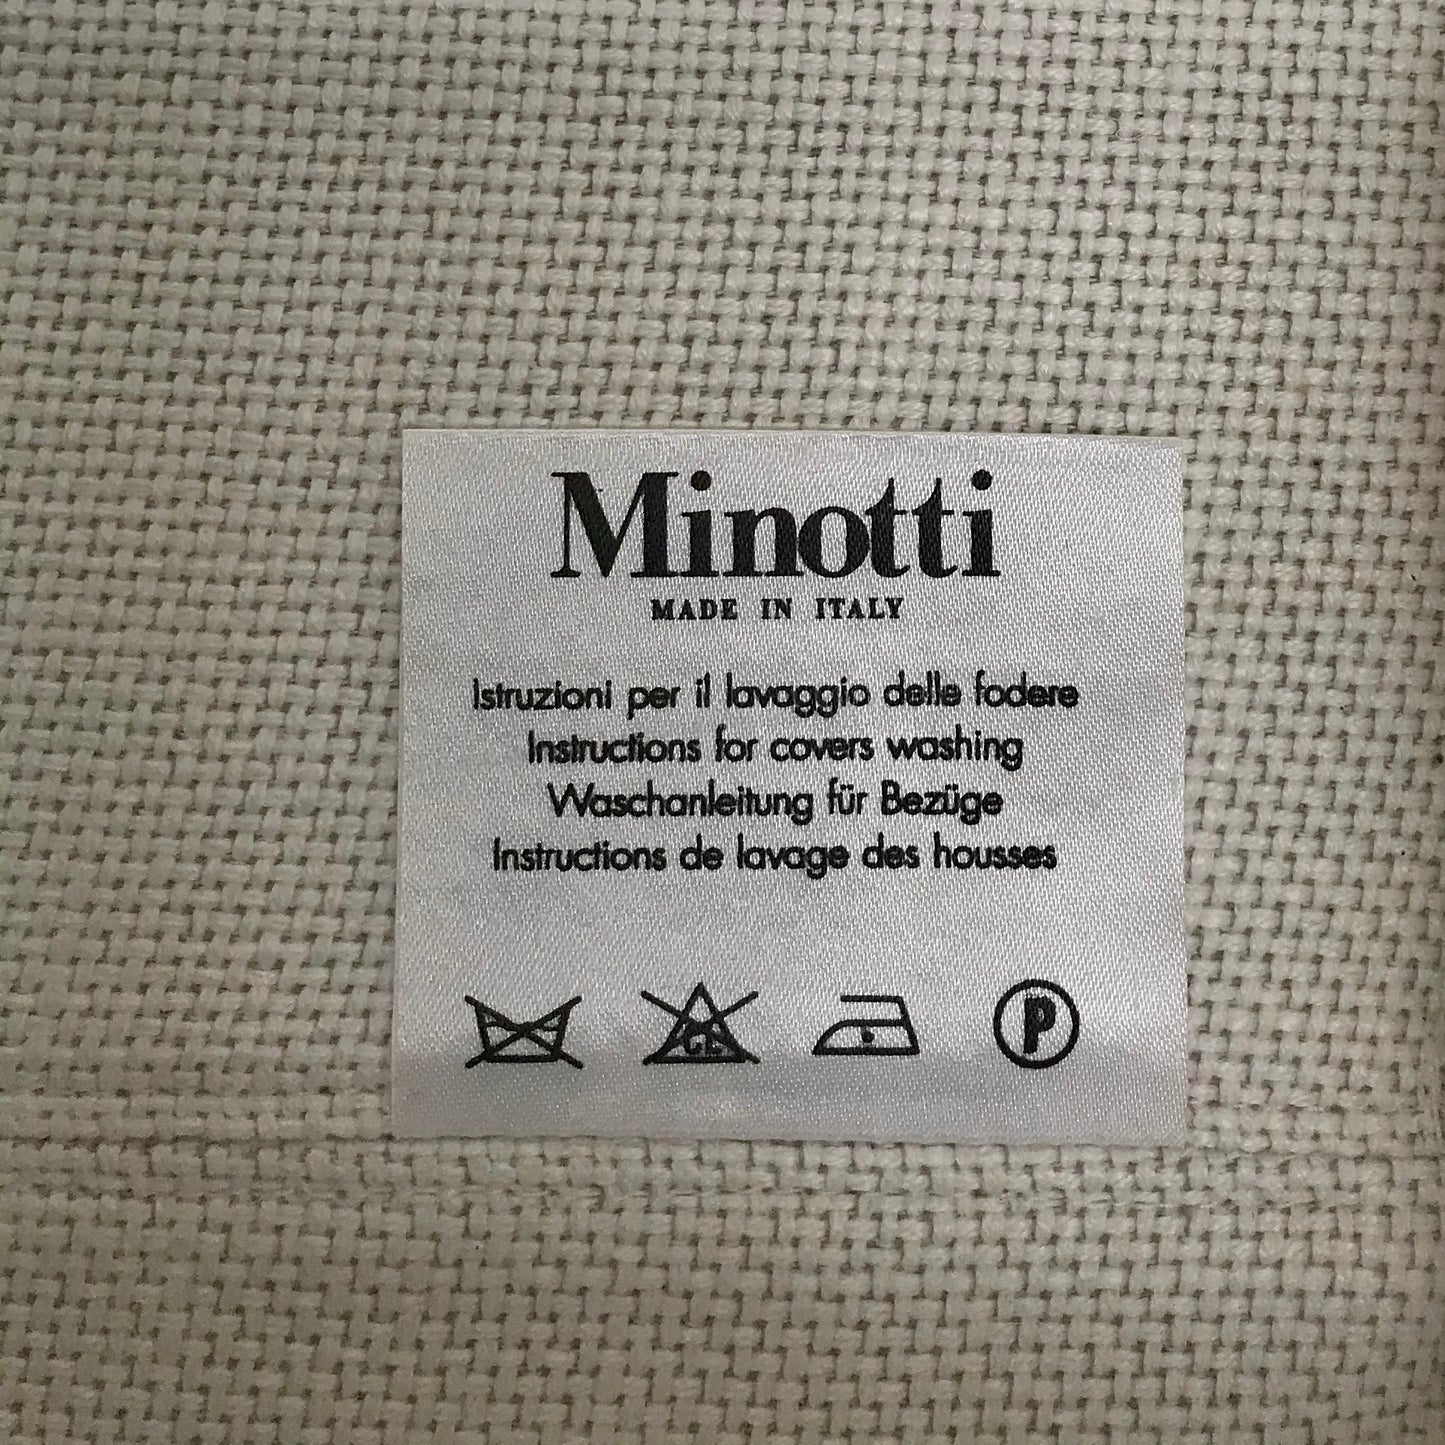 Minotti
MADE IN ITALY
Istruzioni per il lavaggio delle fodere
Instructions for covers washing
Waschanleitung für Bezüge
Instructions de lavage des housses
CL P